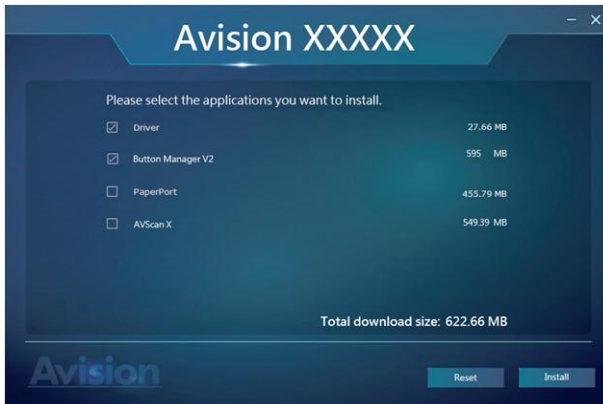 Avision XXXXX
Please select the applications you want to install.
Driver 27.66 MB
Button Manager V2 595 MB
PaperPort 455.79 MB
AVScan X 549.39 MB
Total download size: 622.66 MB
Avision
Reset Install